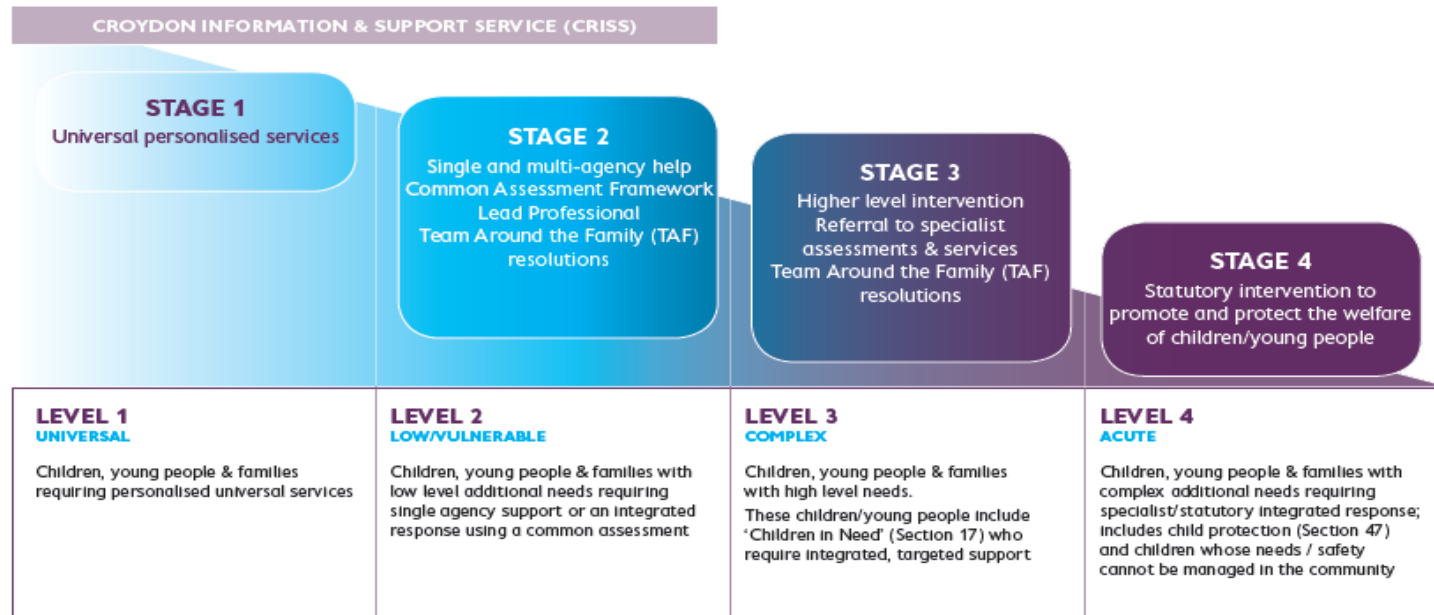 CROYDON INFORMATION & SUPPORT SERVICE (CRISS)
STAGE 1
Universal personalised services
STAGE 2
Single and multi-agency help
Common Assessment Framework
Lead Professional
Team Around the Family (TAF)
resolutions
STAGE 3
Higher level intervention
Referral to specialist
assessments & services
Team Around the Family (TAF)
resolutions
STAGE 4
Statutory intervention to
promote and protect the welfare
of children/young people
LEVEL 1
UNIVERSAL
Children, young people & families
requiring personalised universal services
LEVEL 2
LOW/VULNERABLE
Children, young people & families with
low level additional needs requiring
single agency support or an integrated
response using a common assessment
LEVEL 3
COMPLEX
Children, young people & families
with high level needs.
These children/young people include
‘Children in Need’ (Section 17) who
require integrated, targeted support
LEVEL 4
ACUTE
Children, young people & families with
complex additional needs requiring
specialist/statutory integrated response;
includes child protection (Section 47)
and children whose needs / safety
cannot be managed in the community